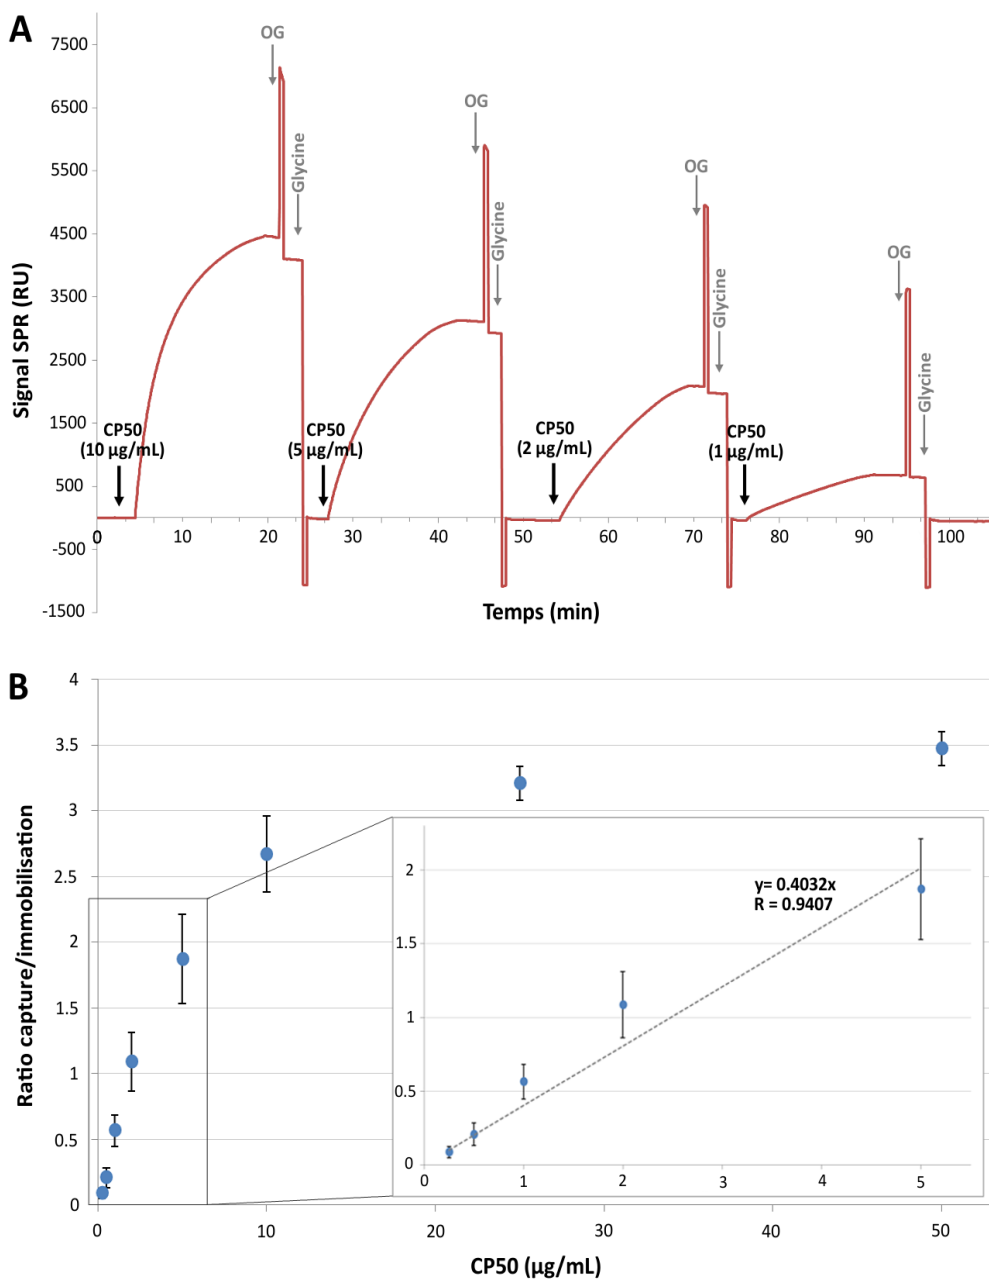 A
7500
6500
5500
4500
3500
2500
1500
500
-500
-1500
Signal SPR (RU)
OG
Glycine
OG
Glycine
OG
Glycine
OG
Glycine
CP50
(10 µg/mL)
CP50
(5 µg/mL)
CP50
(2 µg/mL)
CP50
(1 µg/mL)
0 10 20 30 40 50 60 70 80 90 100
Temps (min)
B
4
3.5
3
2.5
2
1.5
1
0.5
0
Ratio capture/immobilisation
y= 0.4032x
R = 0.9407
2
1.5
1
0.5
0
0 1 2 3 4 5
0 10 20 30 40 50
CP50 (µg/mL)